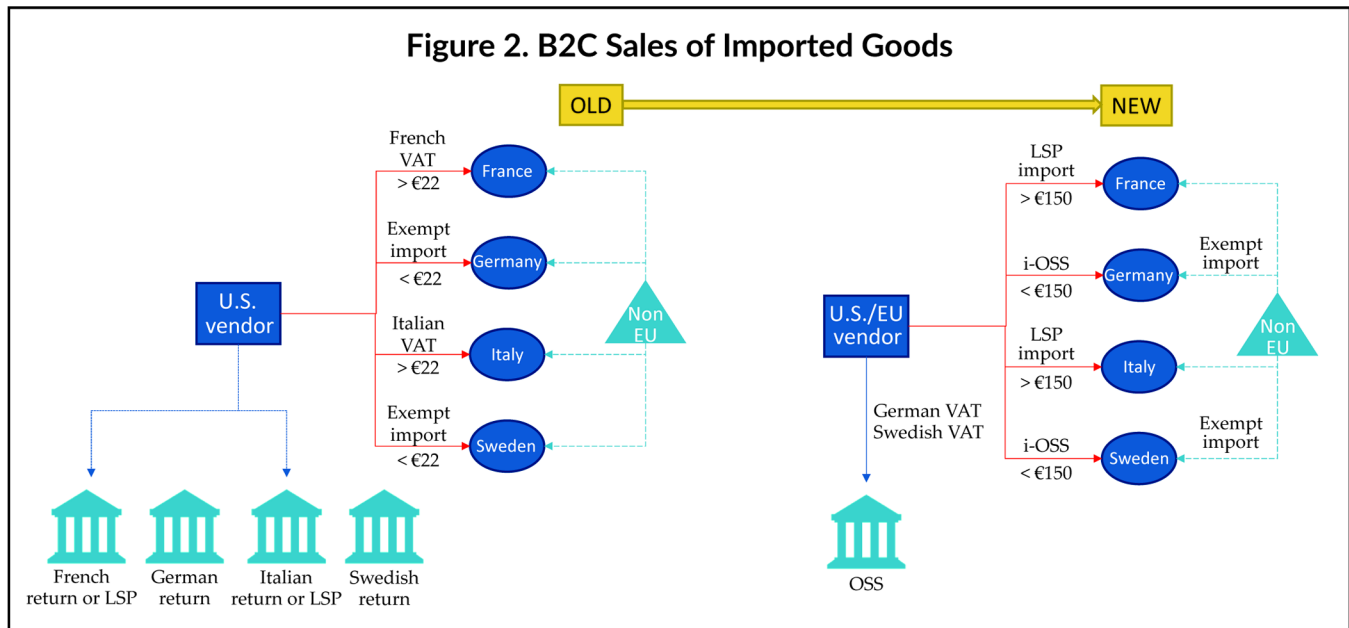 Figure 2. B2C Sales of Imported Goods
OLD
NEW
French
VAT
> €22
France
Exempt
import
< €22
Germany
U.S.
vendor
Italian
VAT
> €22
Italy
Non
EU
Exempt
import
< €22
Sweden
French
return or LSP
German
return
Italian
return or LSP
Swedish
return
LSP
import
> €150
France
i-OSS
< €150
Germany
Exempt
import
U.S./EU
vendor
LSP
import
> €150
Italy
Non
EU
German VAT
Swedish VAT
i-OSS
< €150
Sweden
Exempt
import
OSS